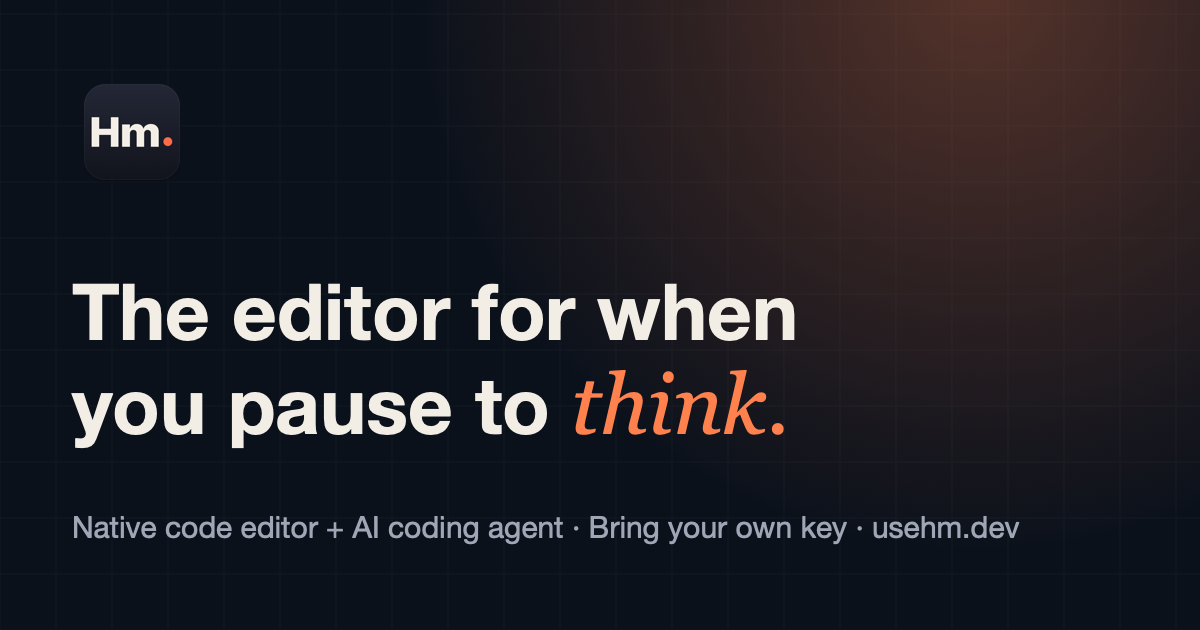 Hm.
The editor for when
you pause to think.
Native code editor + AI coding agent · Bring your own key · usehm.dev